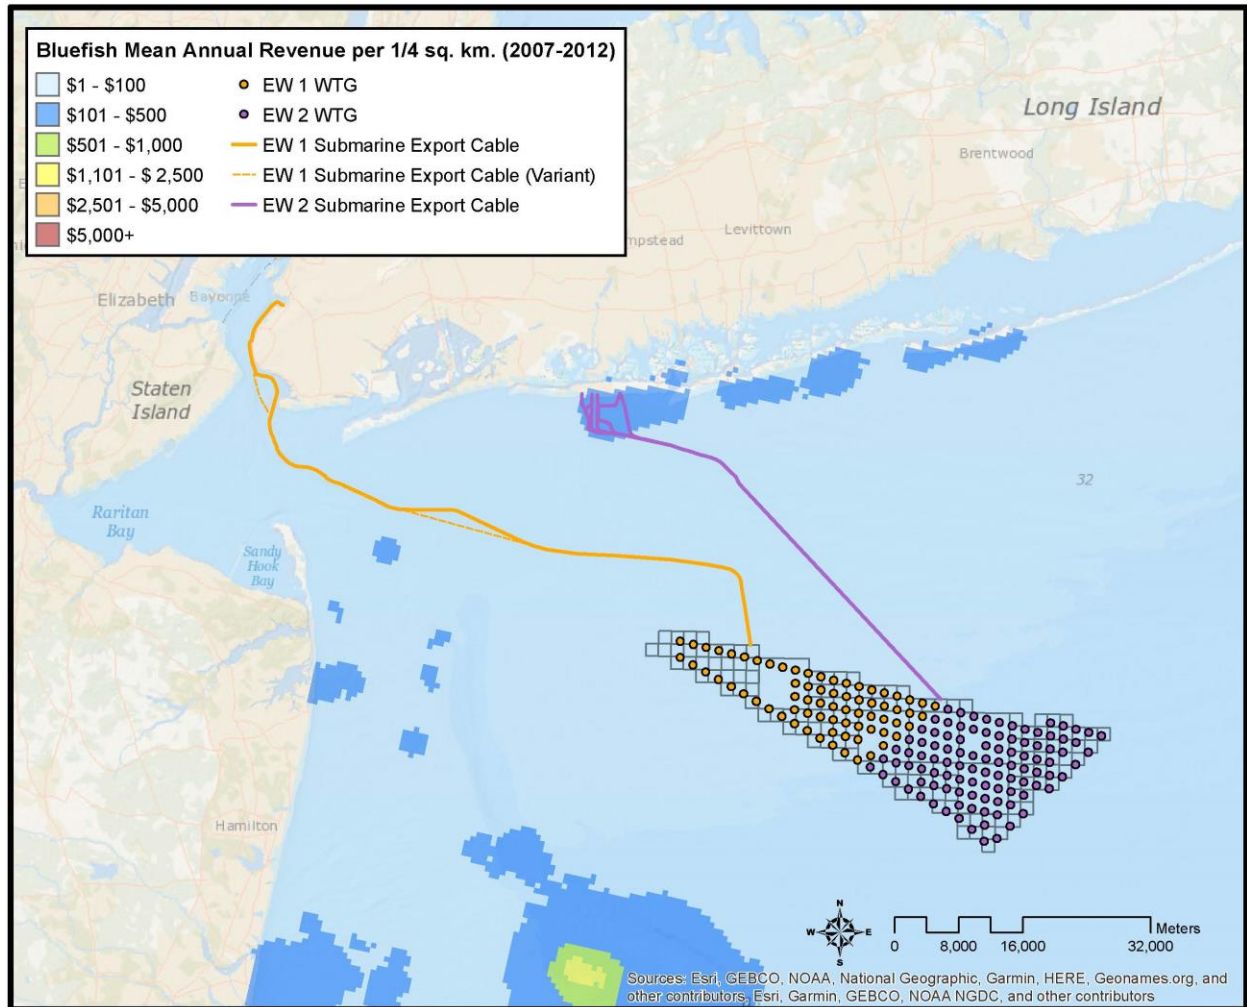 Bluefish Mean Annual Revenue per 1/4 sq. km. (2007-2012)
$1 - $100
$101 - $500
$501 - $1,000
$1,101 - $ 2,500
$2,501 - $5,000
$5,000+
EW 1 WTG
EW 2 WTG
EW 1 Submarine Export Cable
EW 1 Submarine Export Cable (Variant)
EW 2 Submarine Export Cable
Long Island
Brentwood
Levittown
mpstead
Elizabeth
Bayonne
Staten
Island
32
Raritan
Bay
Sandy
Hook
Bay
Hamilton
N
W
E
S
Meters
0
8,000
16,000
32,000
Sources: Esri, GEBCO, NOAA, National Geographic, Garmin, HERE, Geonames.org, and
other contributors, Esri, Garmin, GEBCO, NOAA NGDC, and other contributors